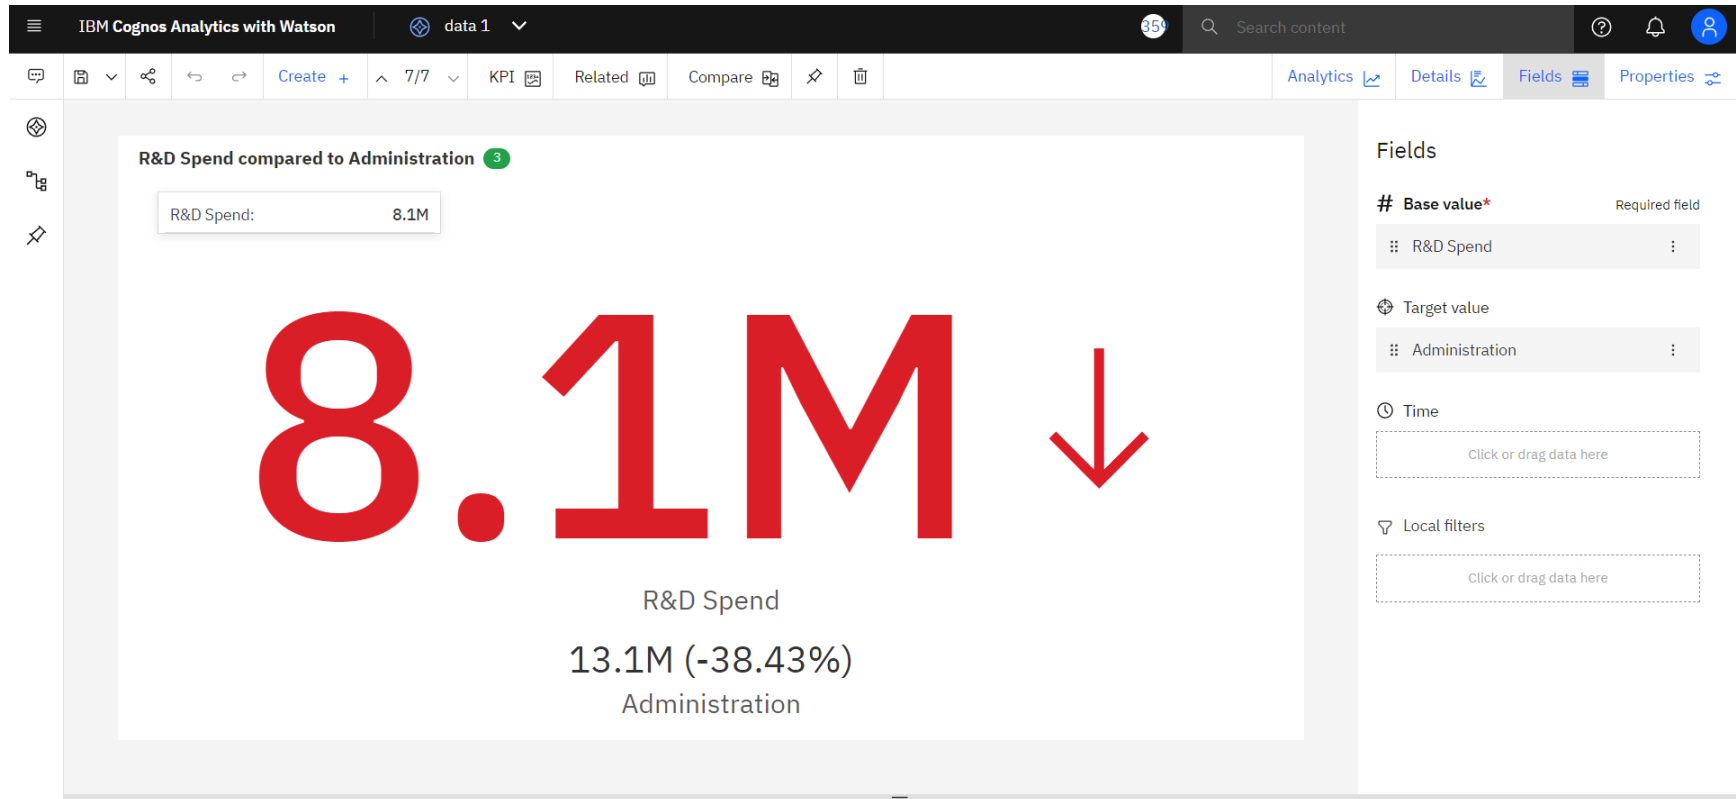 IBM Cognos Analytics with Watson
data 1
359
Search content
Create +
7/7
KPI
Related
Compare
Analytics
Details
Fields
Properties
R&D Spend compared to Administration 3
R&D Spend: 8.1M
8.1M
R&D Spend
13.1M (-38.43%)
Administration
Fields
# Base value* Required field
R&D Spend
Target value
Administration
Time
Click or drag data here
Local filters
Click or drag data here